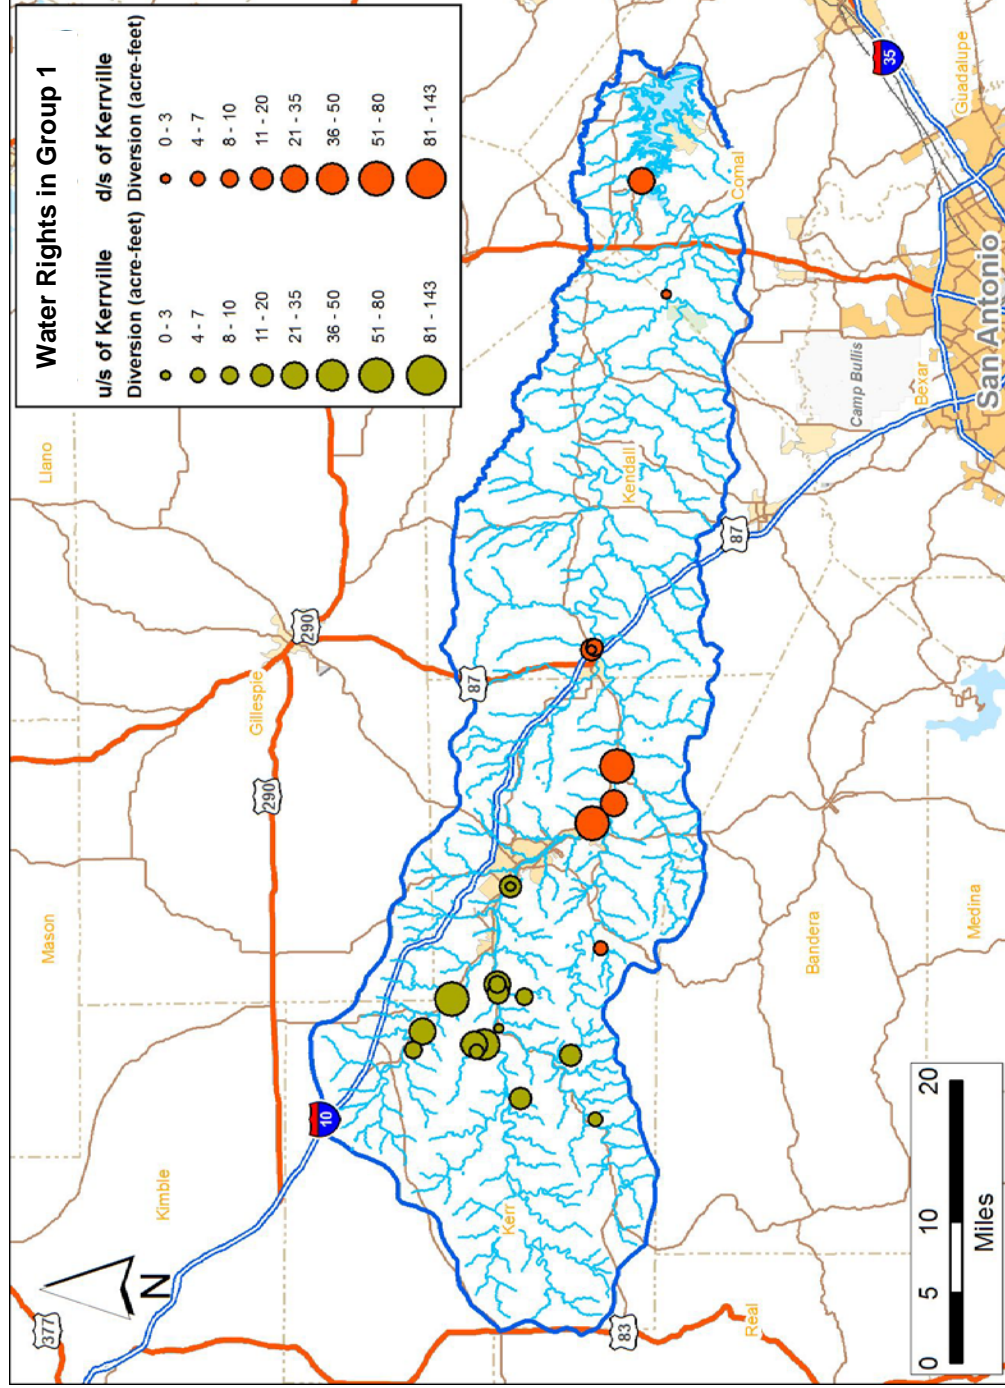 Water Rights in Group 1
u/s of Kerrville
Diversion (acre-feet)
0 - 3
4 - 7
8 - 10
11 - 20
21 - 35
36 - 50
51 - 80
81 - 143
d/s of Kerrville
Diversion (acre-feet)
0 - 3
4 - 7
8 - 10
11 - 20
21 - 35
36 - 50
51 - 80
81 - 143
377
N
Kimble
Mason
Llano
290
Gillespie
290
10
87
Kerr
Kendall
Comal
87
83
Real
Bandera
Medina
Camp Bullis
Bexar
San Antonio
35
Guadalupe
0 5 10 20
Miles